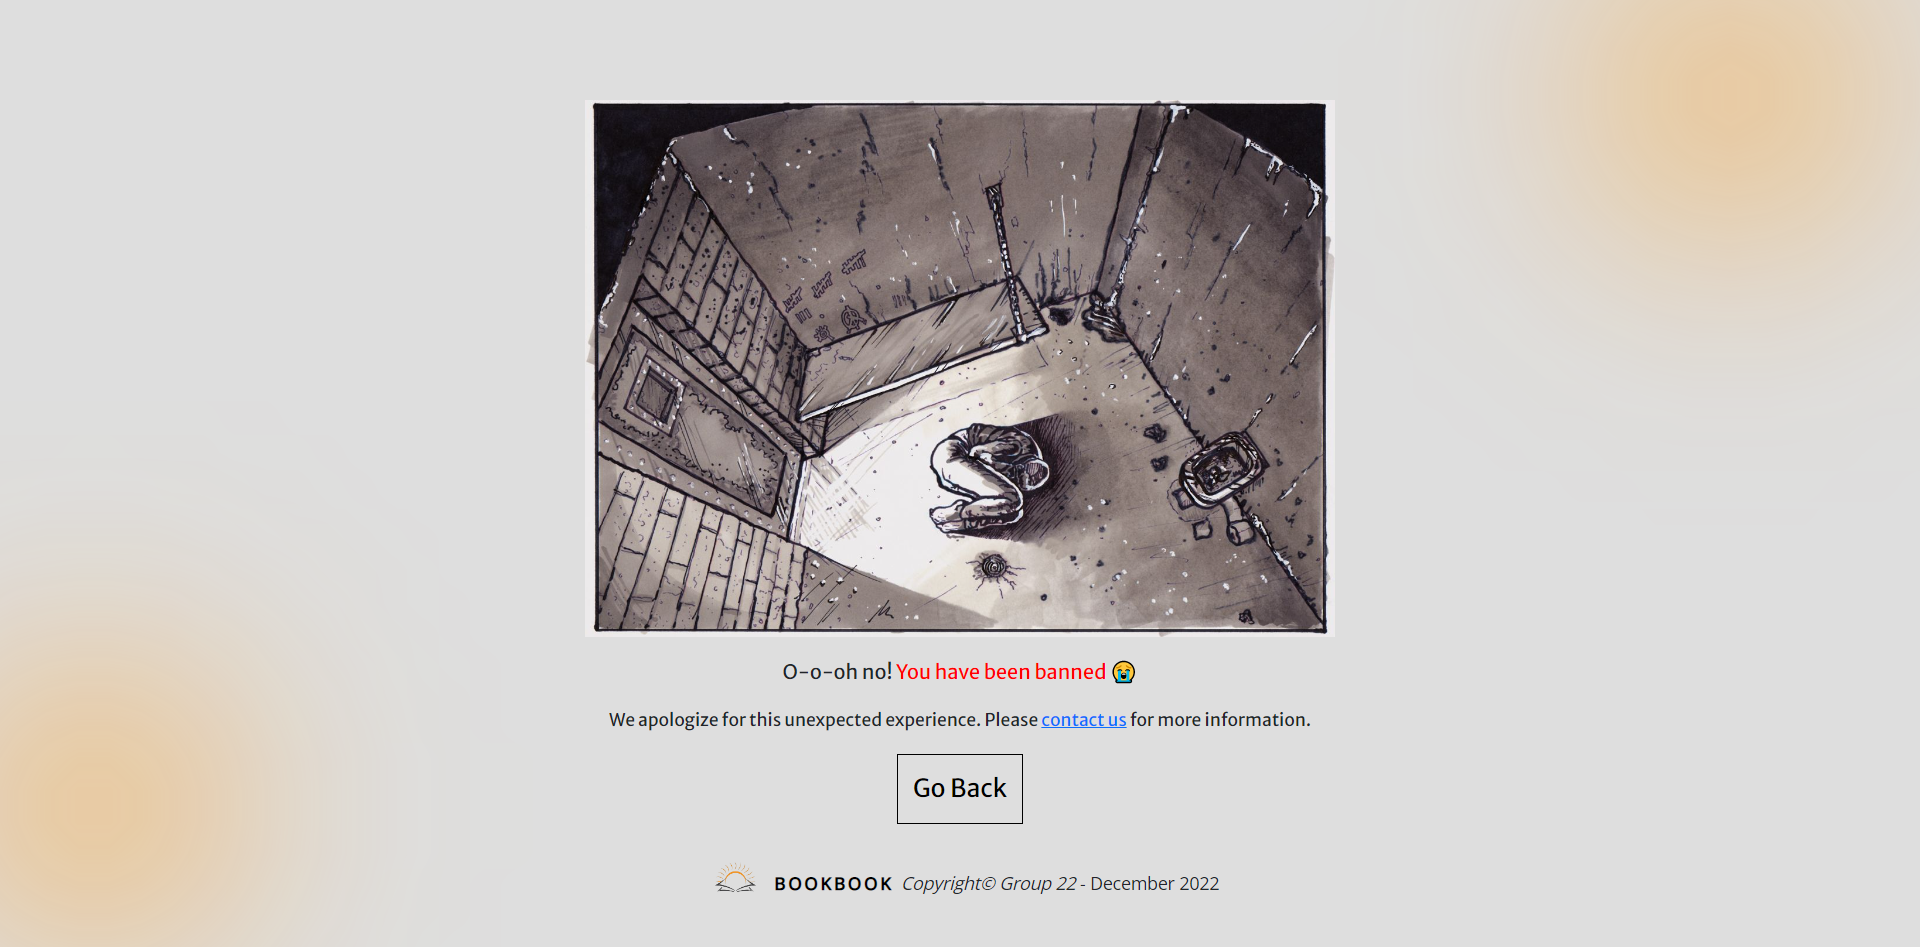 O-o-oh no! You have been banned 😭
We apologize for this unexpected experience. Please contact us for more information.
Go Back
BOOKBOOK Copyright© Group 22 - December 2022